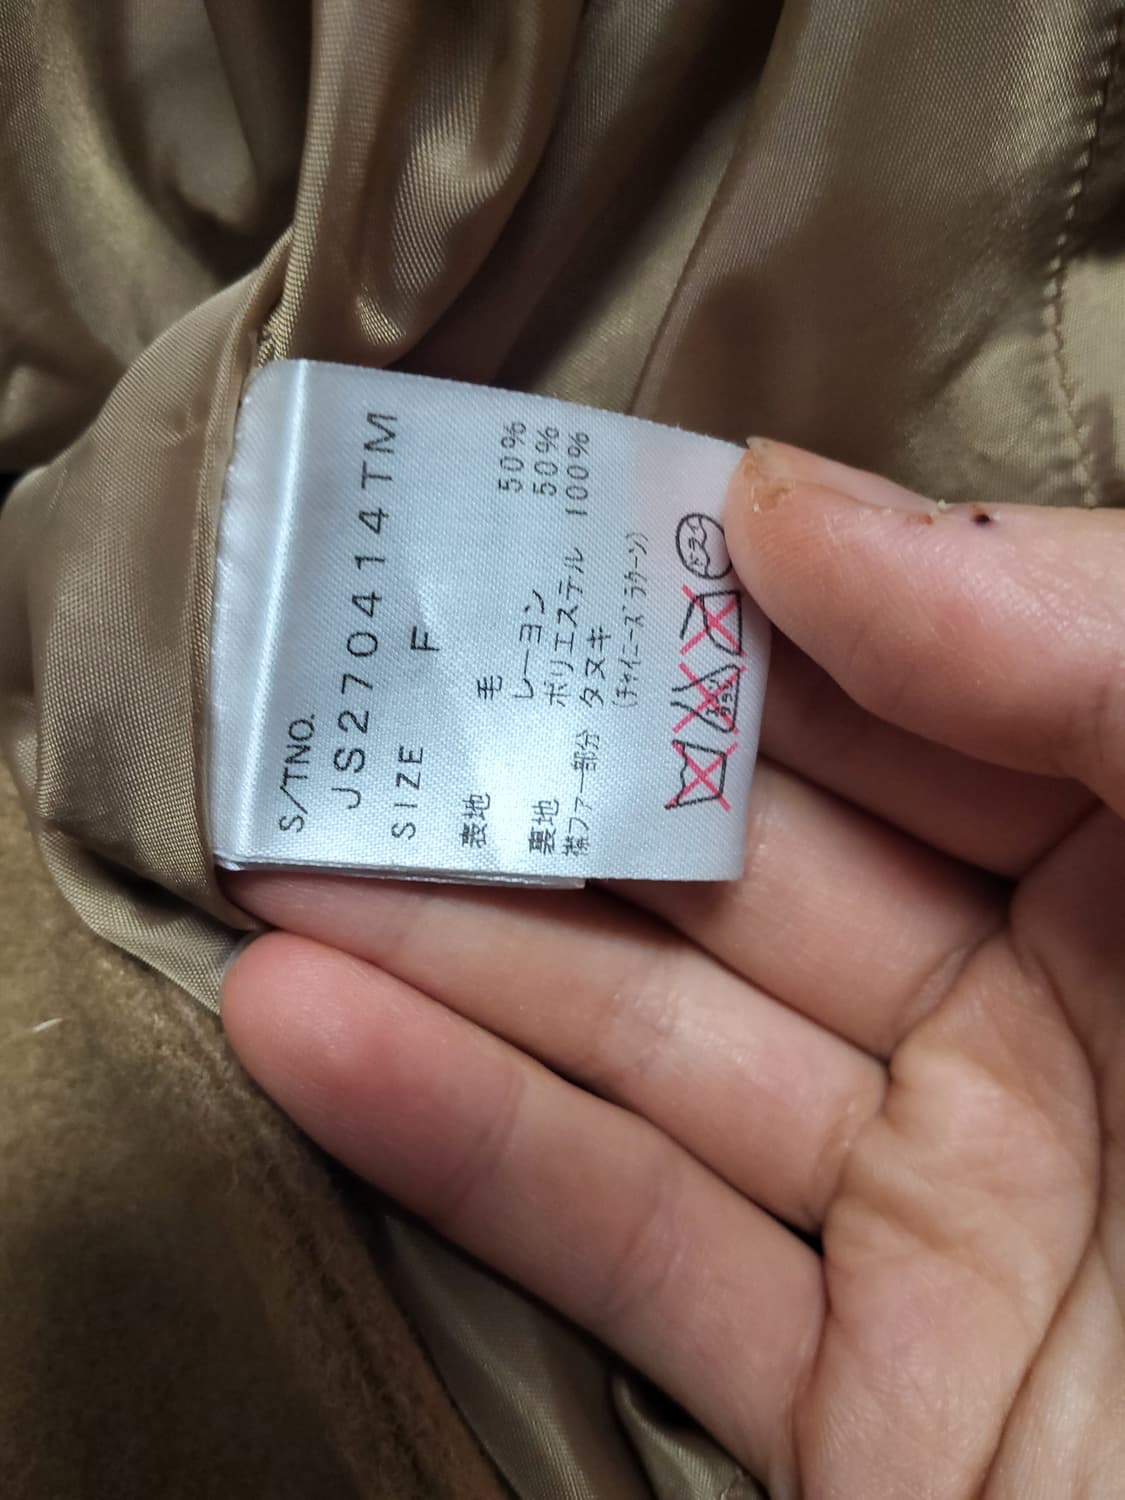 S/TNO.
JS270414TM
SIZE F
表地 毛 50%
レーヨン 50%
裏地 ポリエステル 100%
襟ファー部分 タヌキ
(チャイニーズラクーン)
ドライ